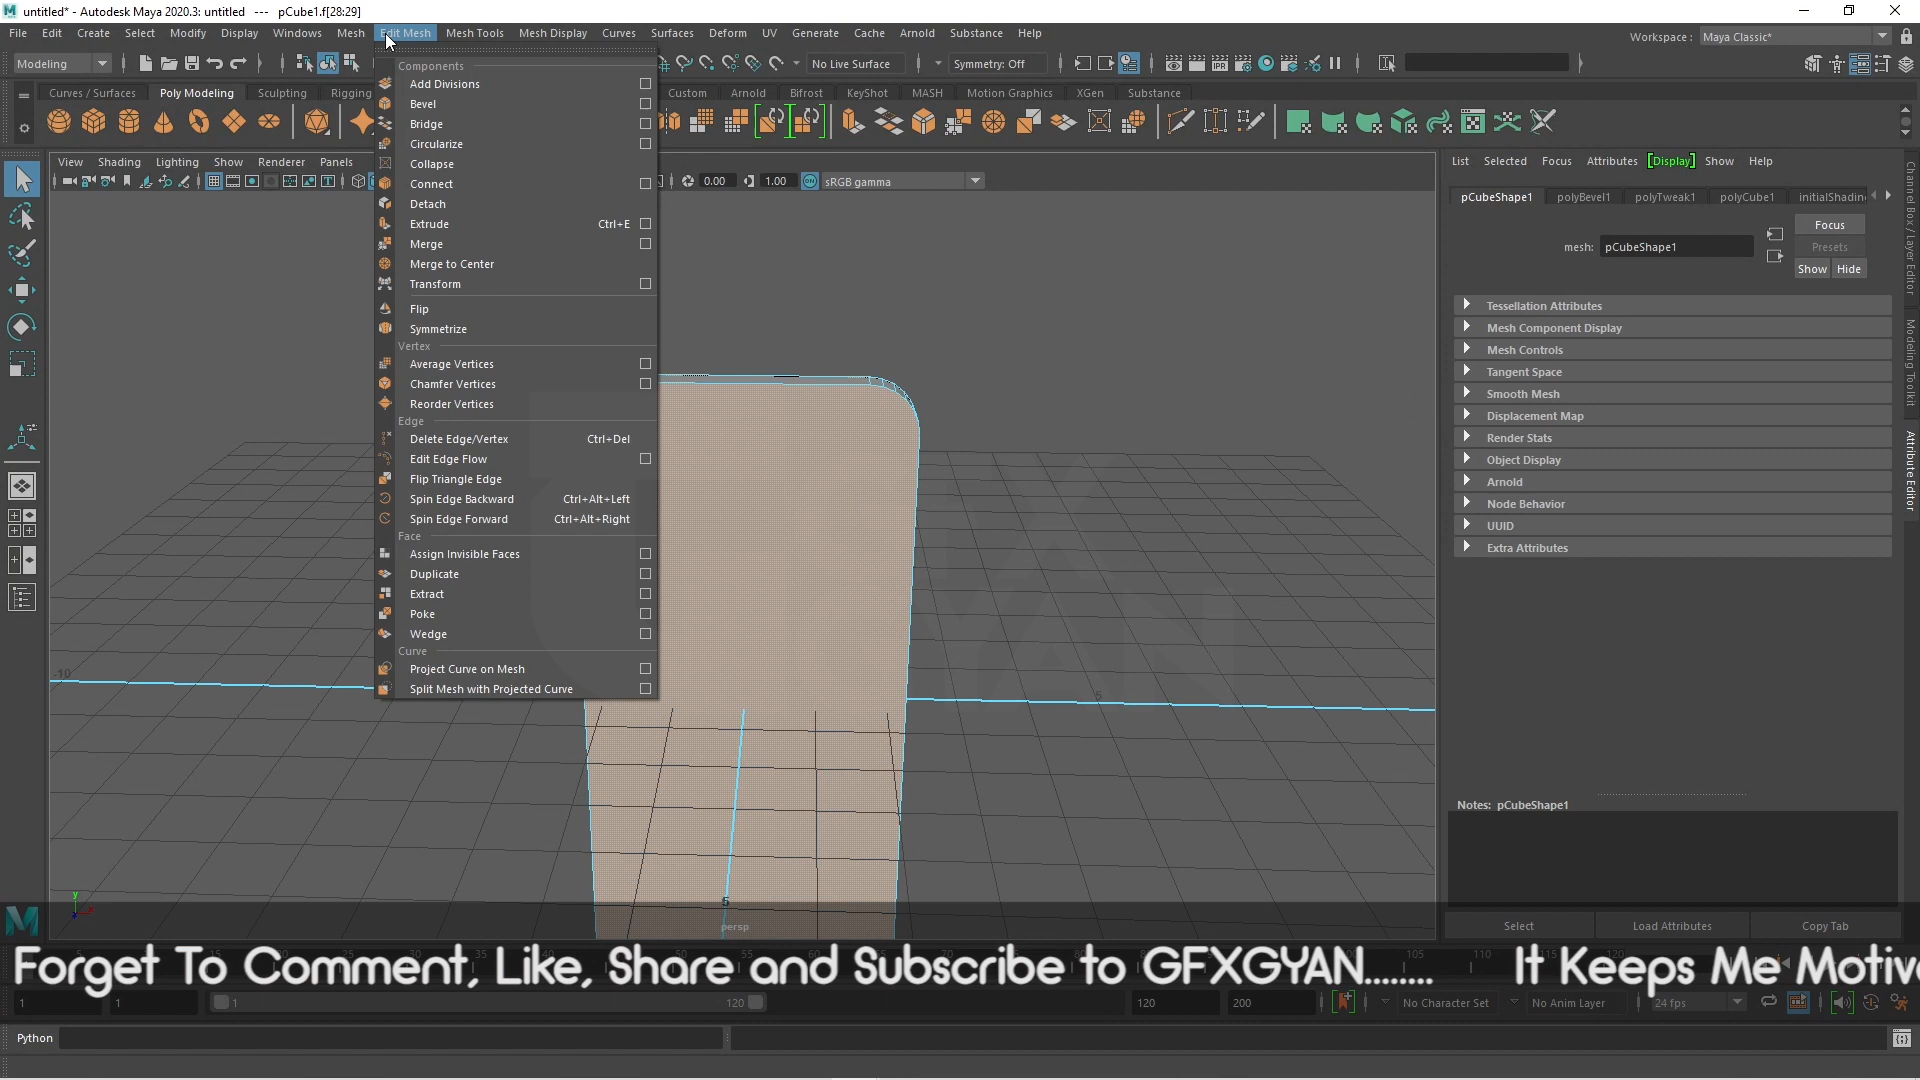 untitled* - Autodesk Maya 2020.3: untitled   ---   pCube1.f[28:29]
File Edit Create Select Modify Display Windows Mesh Edit Mesh Mesh Tools Mesh Display Curves Surfaces Deform UV Generate Cache Arnold Substance Help
Workspace : Maya Classic*
Modeling No Live Surface Symmetry: Off
Curves / Surfaces Poly Modeling Sculpting Rigging Custom Arnold Bifrost KeyShot MASH Motion Graphics XGen Substance
View Shading Lighting Show Renderer Panels
0.00 1.00 sRGB gamma
Components
Add Divisions
Bevel
Bridge
Circularize
Collapse
Connect
Detach
Extrude Ctrl+E
Merge
Merge to Center
Transform
Flip
Symmetrize
Vertex
Average Vertices
Chamfer Vertices
Reorder Vertices
Edge
Delete Edge/Vertex Ctrl+Del
Edit Edge Flow
Flip Triangle Edge
Spin Edge Backward Ctrl+Alt+Left
Spin Edge Forward Ctrl+Alt+Right
Face
Assign Invisible Faces
Duplicate
Extract
Poke
Wedge
Curve
Project Curve on Mesh
Split Mesh with Projected Curve
-10
5
5
persp
y
List Selected Focus Attributes [Display] Show Help
pCubeShape1 polyBevel1 polyTweak1 polyCube1 initialShadin
Focus
mesh: pCubeShape1
Presets
Show Hide
Tessellation Attributes
Mesh Component Display
Mesh Controls
Tangent Space
Smooth Mesh
Displacement Map
Render Stats
Object Display
Arnold
Node Behavior
UUID
Extra Attributes
Notes: pCubeShape1
Select Load Attributes Copy Tab
Channel Box / Layer Editor
Modeling Toolkit
Attribute Editor
Forget To Comment, Like, Share and Subscribe to GFXGYAN........ It Keeps Me Motiv
1 1 1 120 120 200 No Character Set No Anim Layer 24 fps
Python